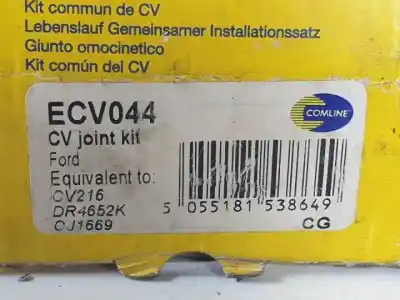 Kit commun de CV
Lebenslauf Gemeinsamer Installationssatz
Giunto omocinetico
Kit común del CV
ECV044
CV joint kit
Ford
Equivalent to:
CV216
DR4652K
CJ1669
COMLINE
5 055181 538649
CG